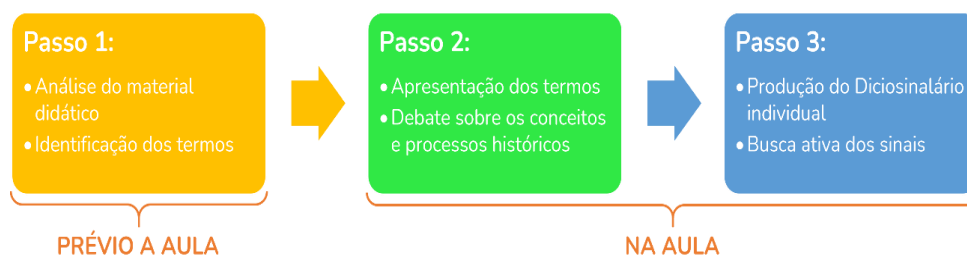 Passo 1:
• Análise do material
didático
• Identificação dos termos
Passo 2:
• Apresentação dos termos
• Debate sobre os conceitos
e processos históricos
Passo 3:
• Produção do Diciosinalário
individual
• Busca ativa dos sinais
PRÉVIO A AULA
NA AULA